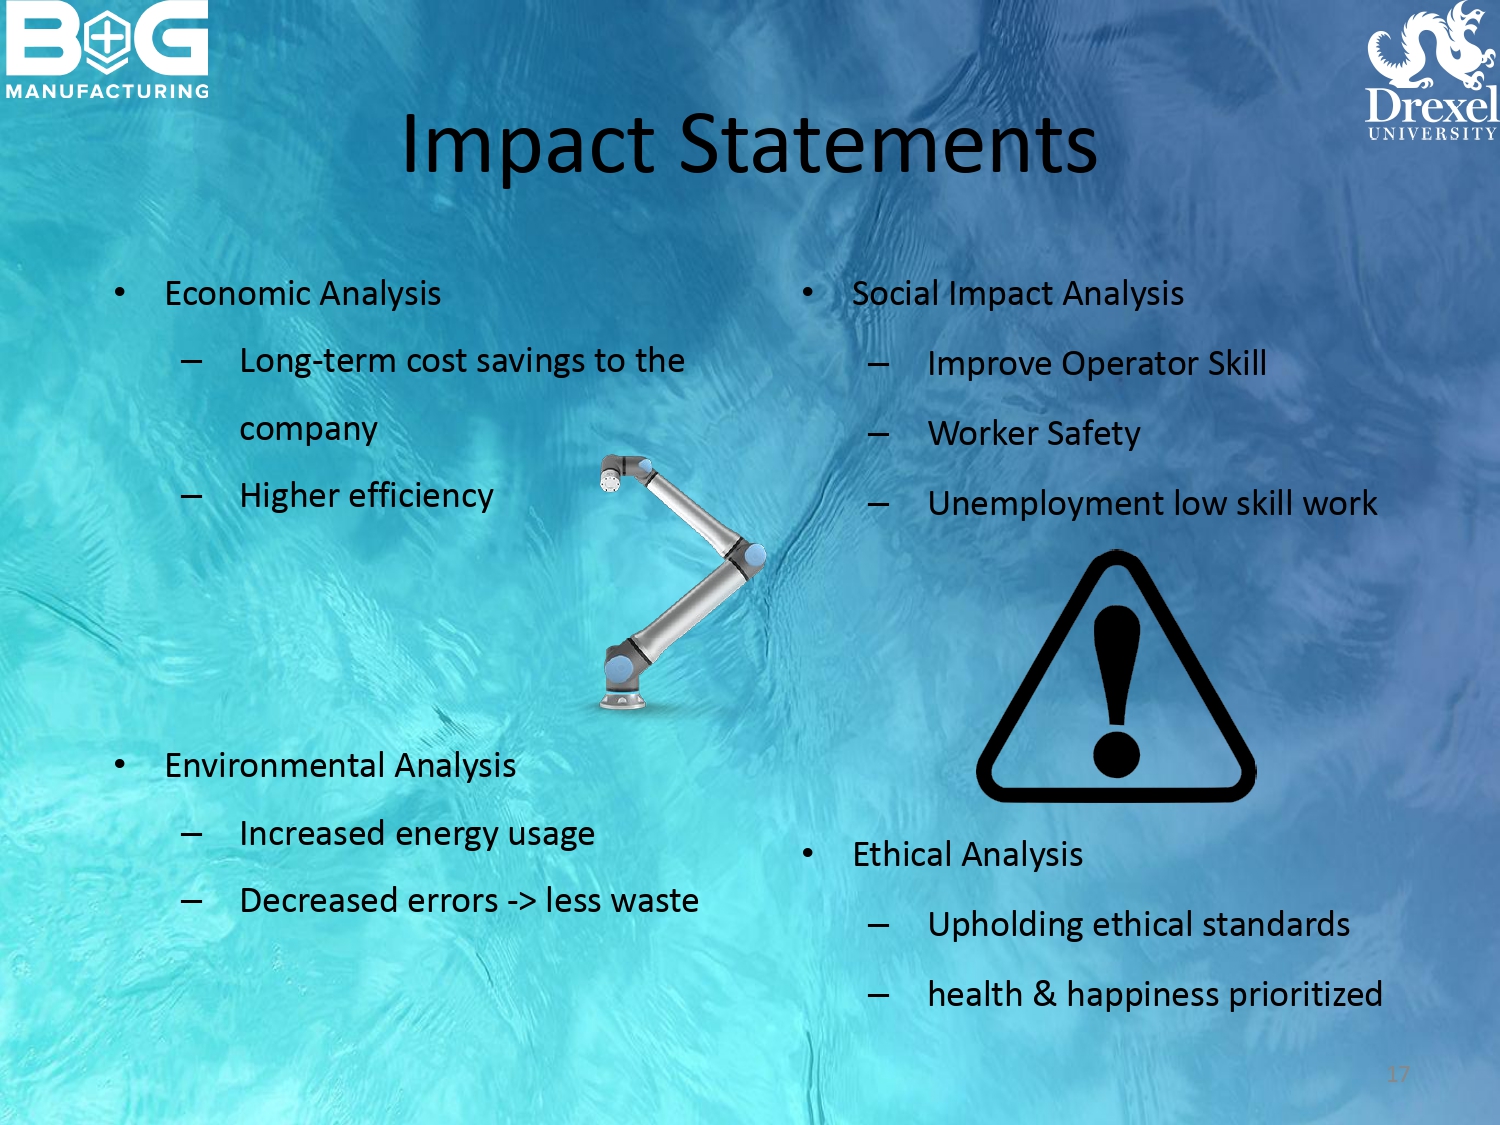 B+G
MANUFACTURING
Drexel
UNIVERSITY
Impact Statements
• Economic Analysis
– Long-term cost savings to the
company
– Higher efficiency
• Environmental Analysis
– Increased energy usage
– Decreased errors -> less waste
• Social Impact Analysis
– Improve Operator Skill
– Worker Safety
– Unemployment low skill work
!
• Ethical Analysis
– Upholding ethical standards
– health & happiness prioritized
17